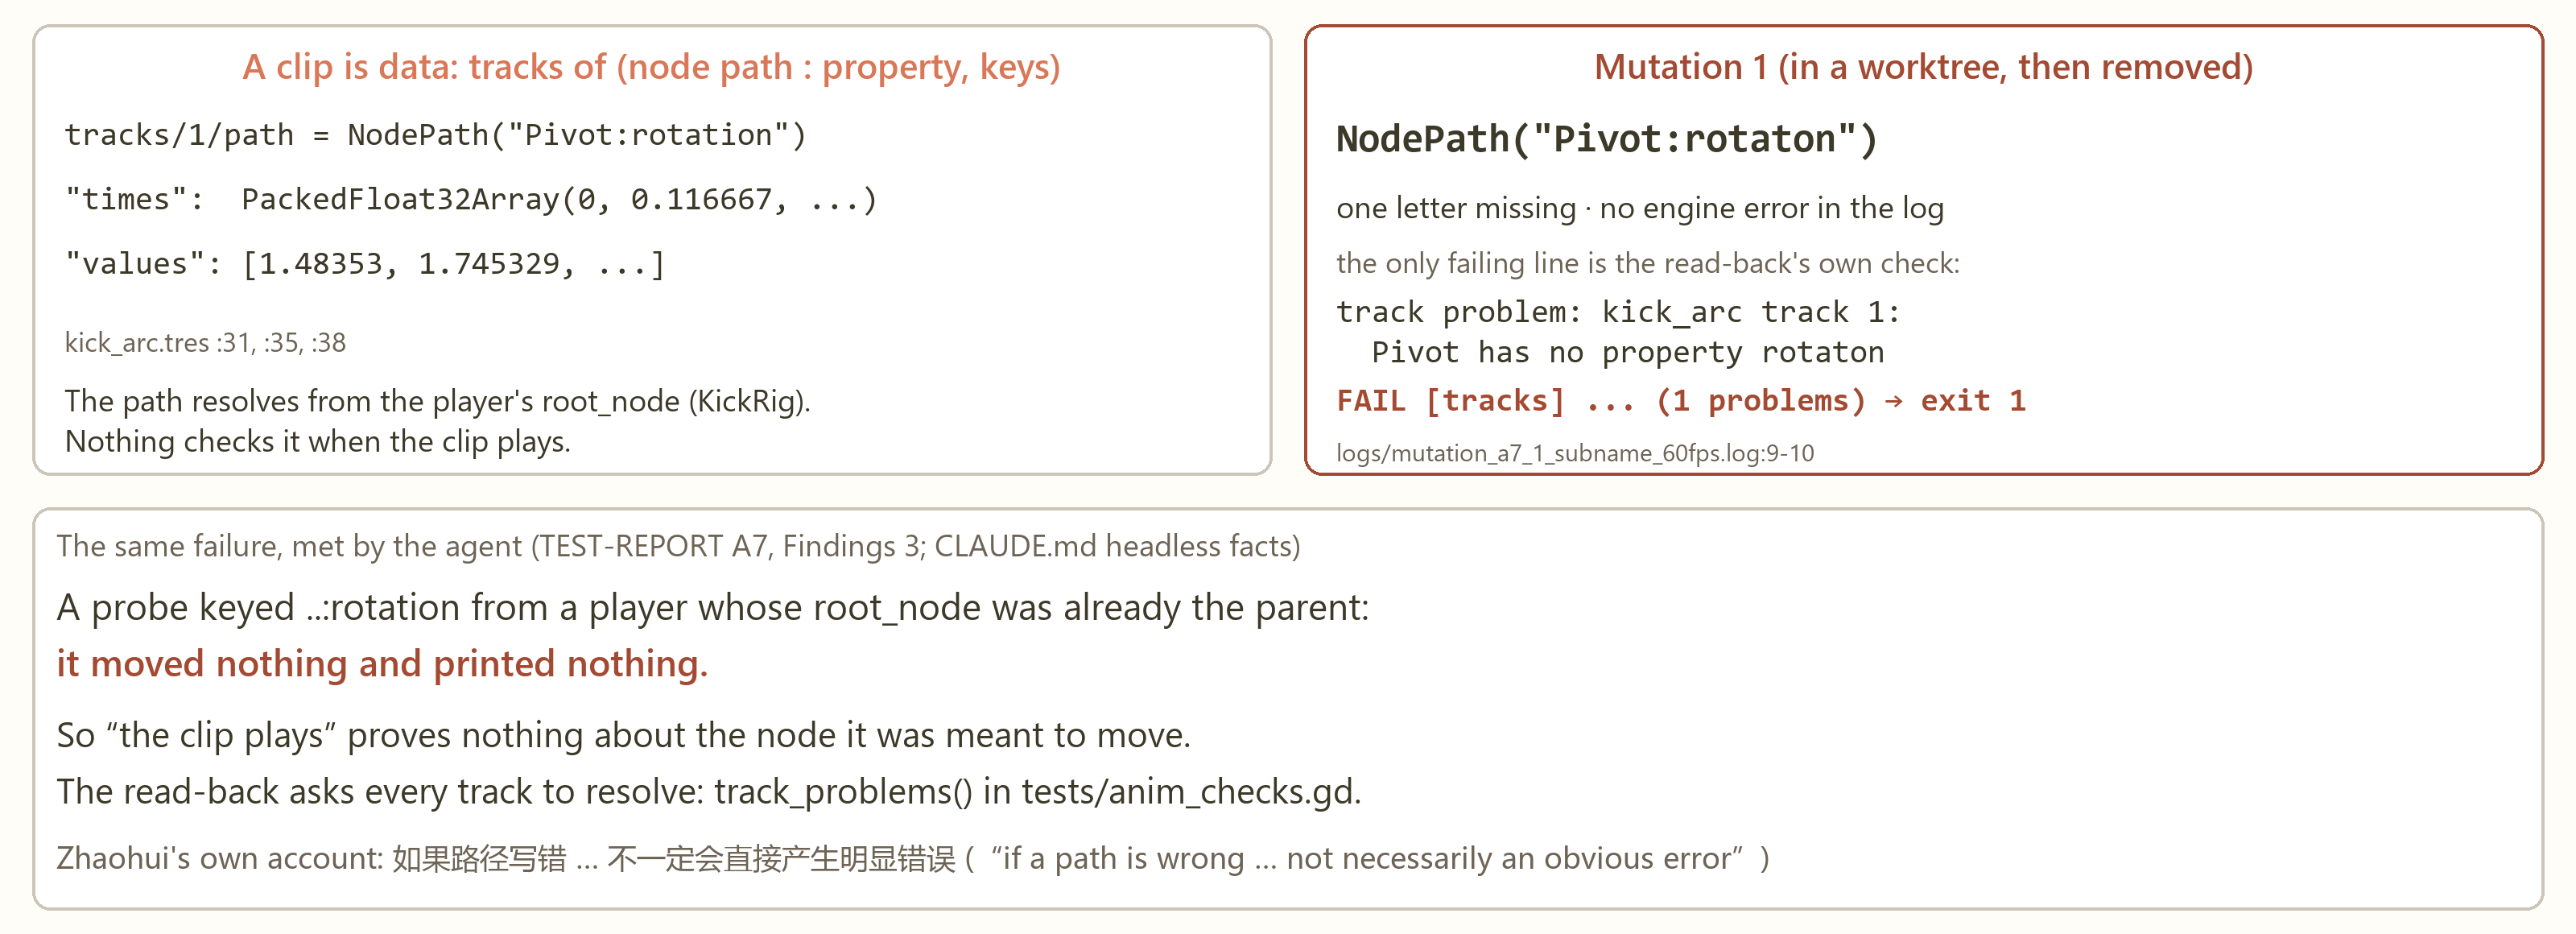 A clip is data: tracks of (node path : property, keys)
tracks/1/path = NodePath("Pivot:rotation")
"times":  PackedFloat32Array(0, 0.116667, ...)
"values": [1.48353, 1.745329, ...]
kick_arc.tres :31, :35, :38
The path resolves from the player's root_node (KickRig).
Nothing checks it when the clip plays.
Mutation 1 (in a worktree, then removed)
NodePath("Pivot:rotaton")
one letter missing · no engine error in the log
the only failing line is the read-back's own check:
track problem: kick_arc track 1:
Pivot has no property rotaton
FAIL [tracks] ... (1 problems) → exit 1
logs/mutation_a7_1_subname_60fps.log:9-10
The same failure, met by the agent (TEST-REPORT A7, Findings 3; CLAUDE.md headless facts)
A probe keyed ..:rotation from a player whose root_node was already the parent:
it moved nothing and printed nothing.
So “the clip plays” proves nothing about the node it was meant to move.
The read-back asks every track to resolve: track_problems() in tests/anim_checks.gd.
Zhaohui's own account: 如果路径写错 … 不一定会直接产生明显错误 (“if a path is wrong … not necessarily an obvious error”)